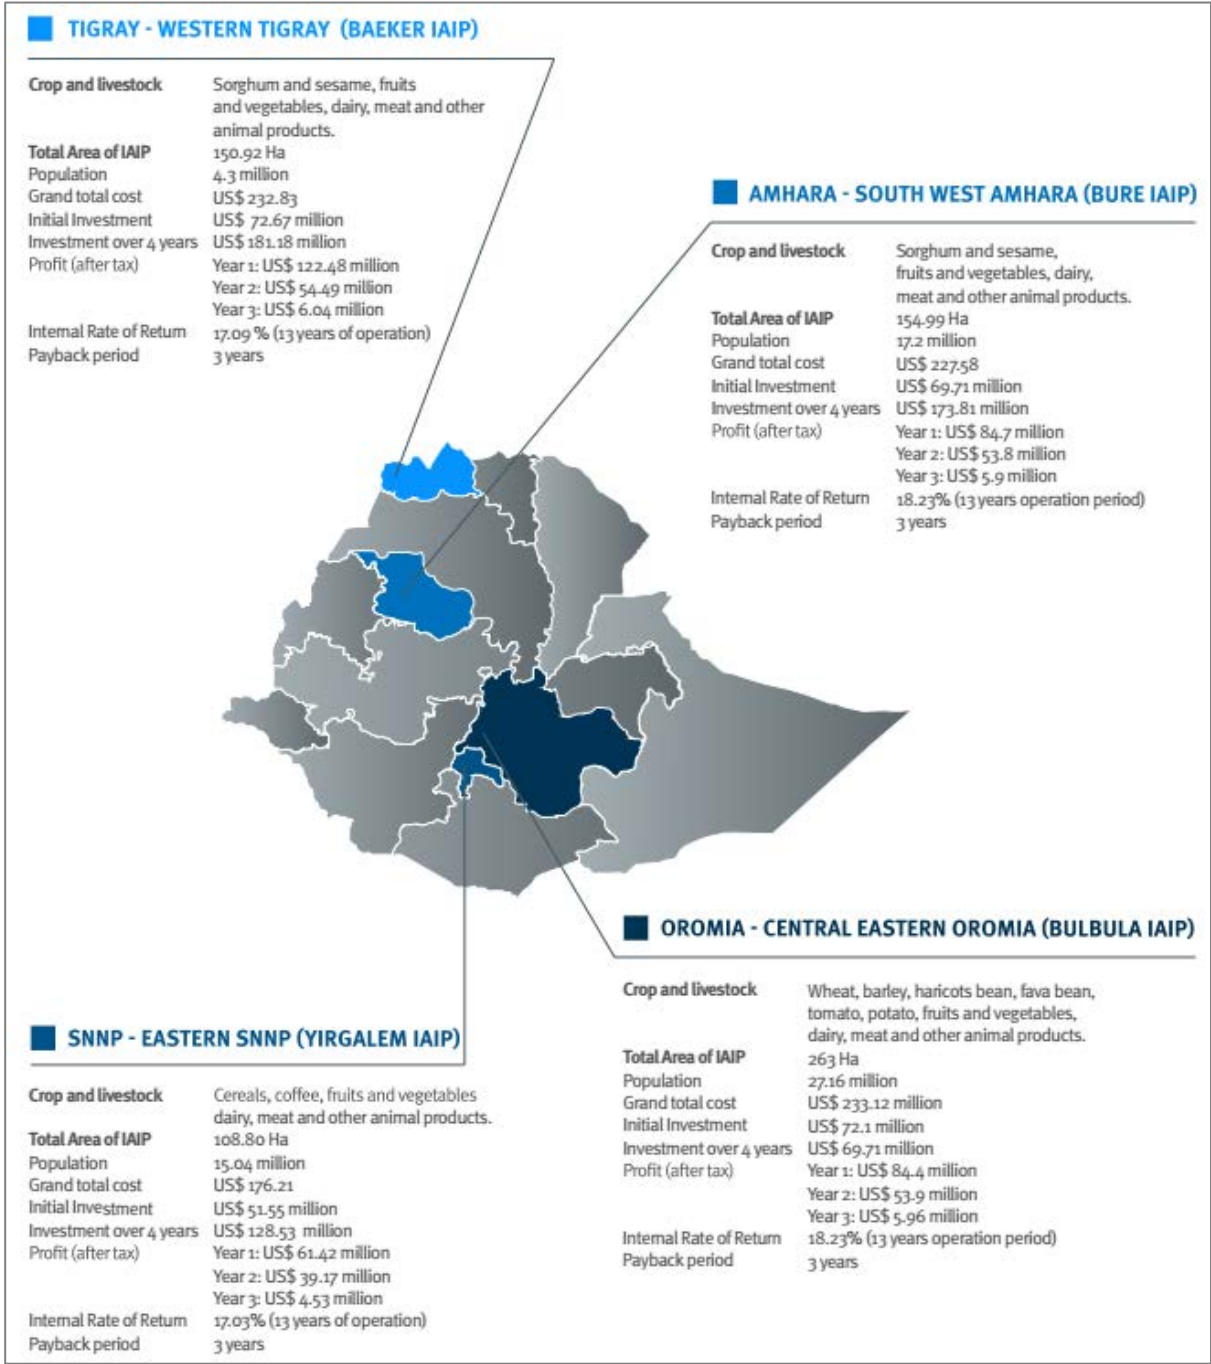 TIGRAY - WESTERN TIGRAY (BAEKER IAIP)
Crop and livestock Sorghum and sesame, fruits
and vegetables, dairy, meat and other
animal products.
Total Area of IAIP 150.92 Ha
Population 4.3 million
Grand total cost US$ 232.83
Initial Investment US$ 72.67 million
Investment over 4 years US$ 181.18 million
Profit (after tax) Year 1: US$ 122.48 million
Year 2: US$ 54.49 million
Year 3: US$ 6.04 million
Internal Rate of Return 17.09 % (13 years of operation)
Payback period 3 years
AMHARA - SOUTH WEST AMHARA (BURE IAIP)
Crop and livestock Sorghum and sesame,
fruits and vegetables, dairy,
meat and other animal products.
Total Area of IAIP 154.99 Ha
Population 17.2 million
Grand total cost US$ 227.58
Initial Investment US$ 69.71 million
Investment over 4 years US$ 173.81 million
Profit (after tax) Year 1: US$ 84.7 million
Year 2: US$ 53.8 million
Year 3: US$ 5.9 million
Internal Rate of Return 18.23% (13 years operation period)
Payback period 3 years
OROMIA - CENTRAL EASTERN OROMIA (BULBULA IAIP)
Crop and livestock Wheat, barley, haricots bean, fava bean,
tomato, potato, fruits and vegetables,
dairy, meat and other animal products.
Total Area of IAIP 263 Ha
Population 27.16 million
Grand total cost US$ 233.12 million
Initial Investment US$ 72.1 million
Investment over 4 years US$ 69.71 million
Profit (after tax) Year 1: US$ 84.4 million
Year 2: US$ 53.9 million
Year 3: US$ 5.96 million
Internal Rate of Return 18.23% (13 years operation period)
Payback period 3 years
SNNP - EASTERN SNNP (YIRGALEM IAIP)
Crop and livestock Cereals, coffee, fruits and vegetables
dairy, meat and other animal products.
Total Area of IAIP 108.80 Ha
Population 15.04 million
Grand total cost US$ 176.21
Initial Investment US$ 51.55 million
Investment over 4 years US$ 128.53 million
Profit (after tax) Year 1: US$ 61.42 million
Year 2: US$ 39.17 million
Year 3: US$ 4.53 million
Internal Rate of Return 17.03% (13 years of operation)
Payback period 3 years